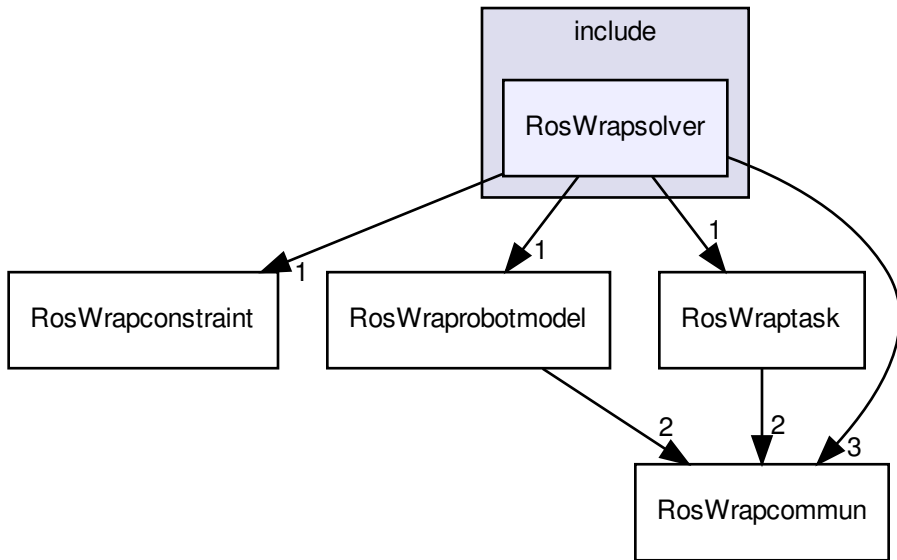 include
RosWrapsolver
1
1
1
RosWrapconstraint
RosWraprobotmodel
RosWraptask
2
2
3
RosWrapcommun